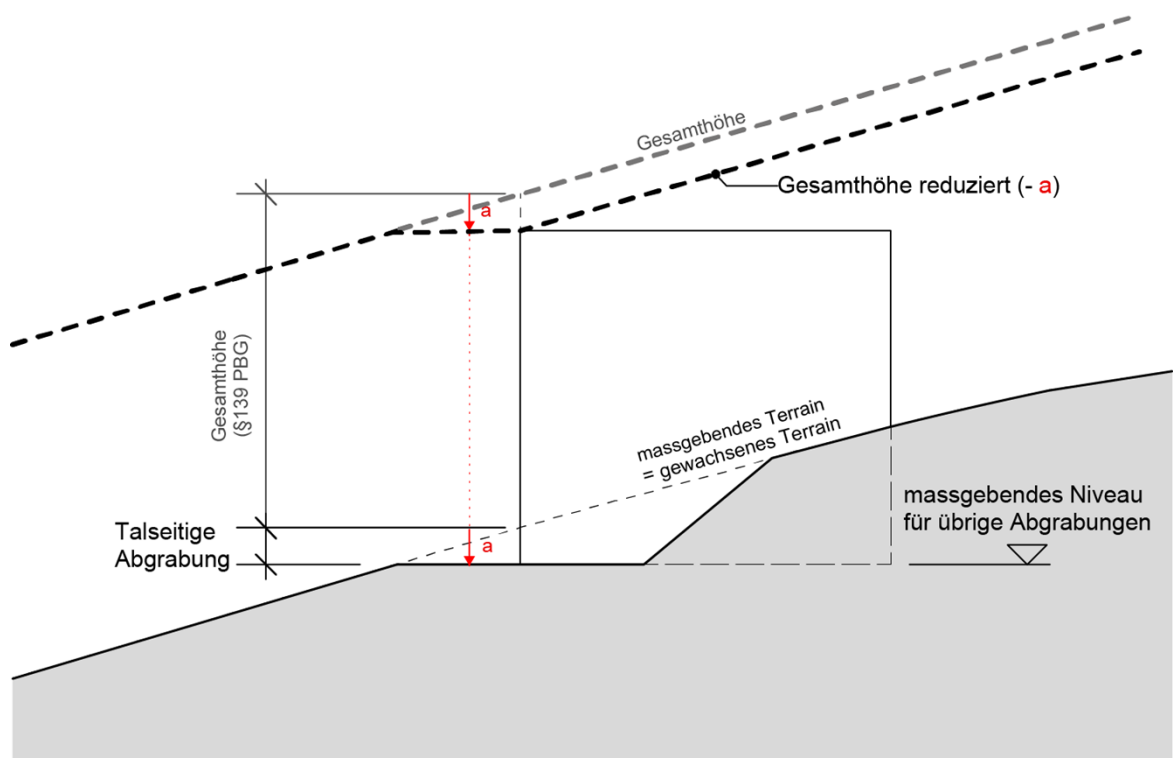 Gesamthöhe
Gesamthöhe reduziert (- a)
a
Gesamthöhe
(§139 PBG)
massgebendes Terrain
= gewachsenes Terrain
massgebendes Niveau
für übrige Abgrabungen
Talseitige
Abgrabung
a